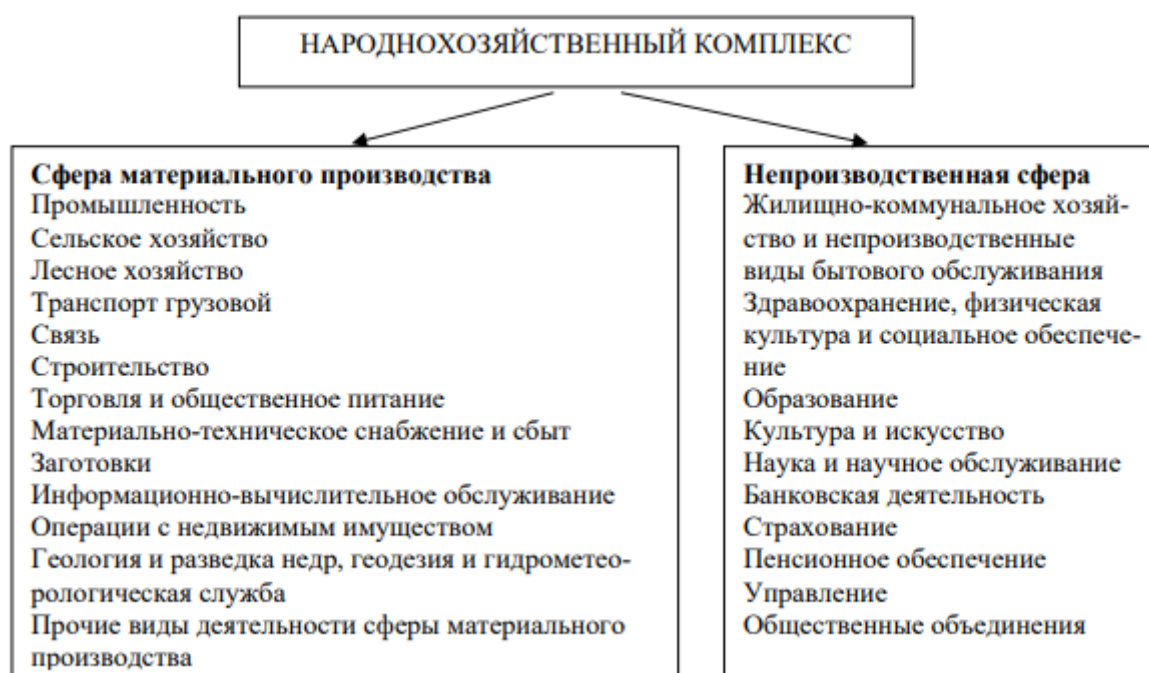 НАРОДНОХОЗЯЙСТВЕННЫЙ КОМПЛЕКС
Сфера материального производства
Промышленность
Сельское хозяйство
Лесное хозяйство
Транспорт грузовой
Связь
Строительство
Торговля и общественное питание
Материально-техническое снабжение и сбыт
Заготовки
Информационно-вычислительное обслуживание
Операции с недвижимым имуществом
Геология и разведка недр, геодезия и гидрометео-
рологическая служба
Прочие виды деятельности сферы материального
производства
Непроизводственная сфера
Жилищно-коммунальное хозяй-
ство и непроизводственные
виды бытового обслуживания
Здравоохранение, физическая
культура и социальное обеспече-
ние
Образование
Культура и искусство
Наука и научное обслуживание
Банковская деятельность
Страхование
Пенсионное обеспечение
Управление
Общественные объединения